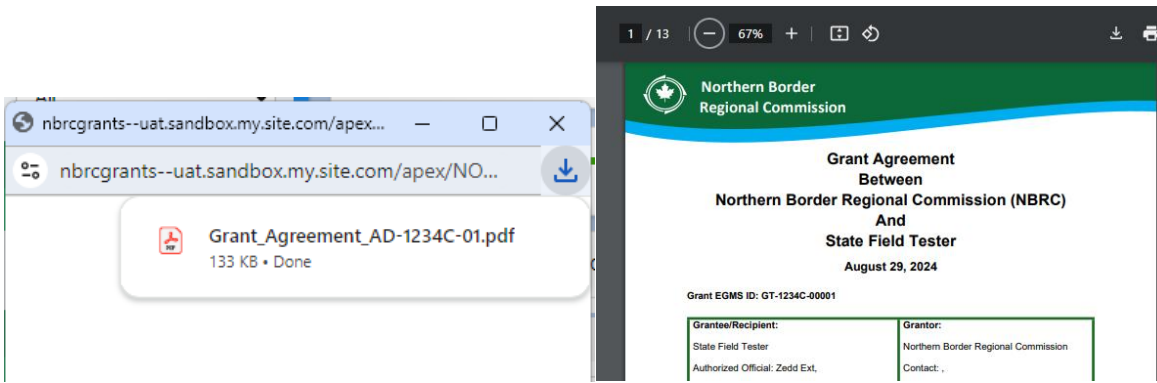 All
nbrcgrants--uat.sandbox.my.site.com/apex...
nbrcgrants--uat.sandbox.my.site.com/apex/NO...
Grant_Agreement_AD-1234C-01.pdf
133 KB • Done
1 / 13
67%
Northern Border
Regional Commission
Grant Agreement
Between
Northern Border Regional Commission (NBRC)
And
State Field Tester
August 29, 2024
Grant EGMS ID: GT-1234C-00001
Grantee/Recipient:
State Field Tester
Authorized Official: Zedd Ext,
Grantor:
Northern Border Regional Commission
Contact: ,